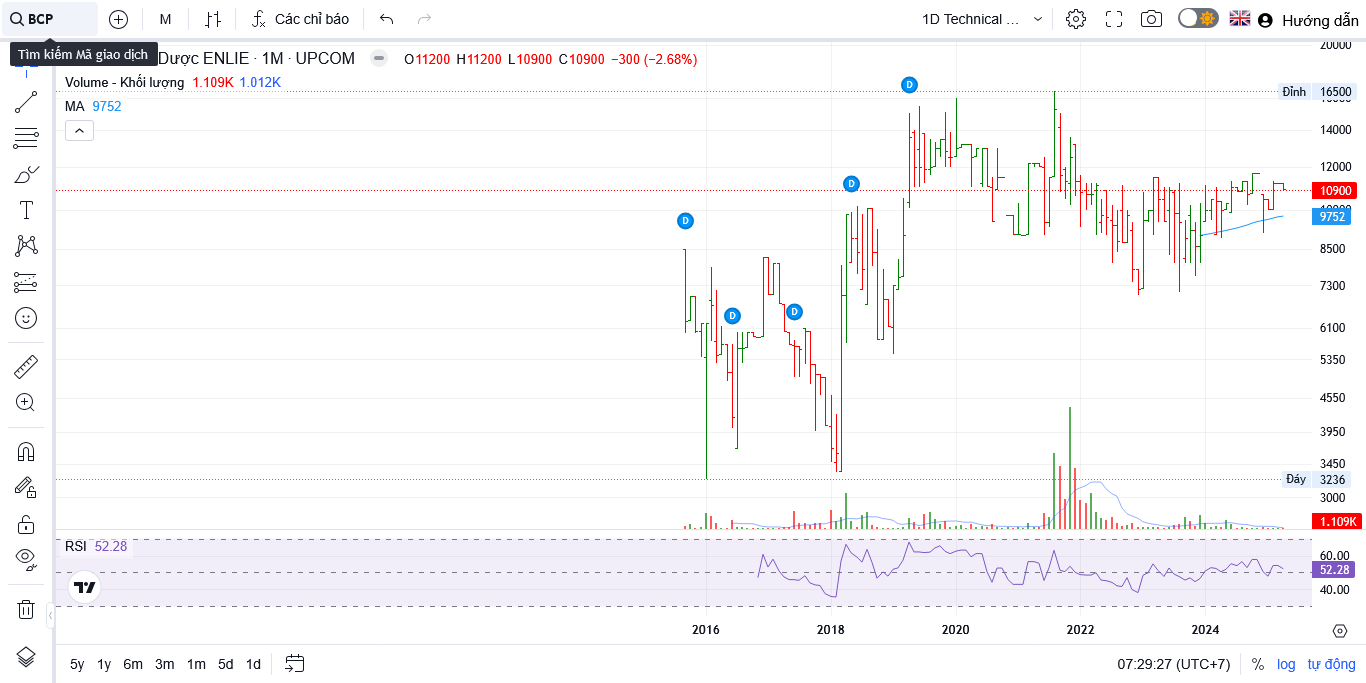 BCP M Các chỉ báo 1D Technical ... Hướng dẫn
Tìm kiếm Mã giao dịch
Dược ENLIE · 1M · UPCOM O11200 H11200 L10900 C10900 −300 (−2.68%)
Volume - Khối lượng 1.109K 1.012K
MA 9752
20000
Đỉnh 16500
14000
12000
10900
9752
8500
7300
6100
5350
4550
3950
3450
Đáy 3236
3000
1.109K
D
D
D
D
D
RSI 52.28
60.00
52.28
40.00
2016 2018 2020 2022 2024
5y 1y 6m 3m 1m 5d 1d 07:29:27 (UTC+7) % log tự động